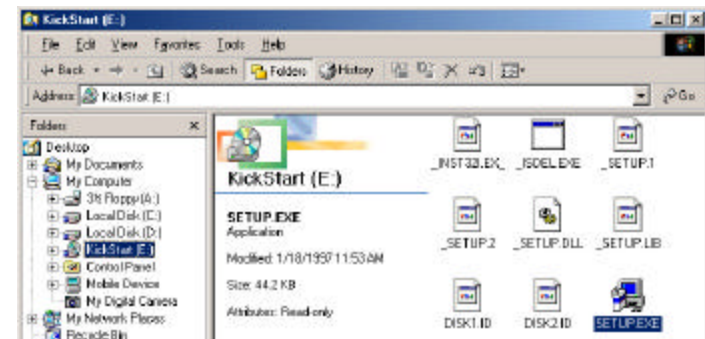 KickStart (E:)
File Edit View Favorites Tools Help
Back Search Folders History
Address KickStart (E:) Go
Folders
Desktop
My Documents
My Computer
3½ Floppy (A:)
Local Disk (C:)
Local Disk (D:)
KickStart (E:)
Control Panel
Mobile Device
My Digital Camera
My Network Places
Recycle Bin
KickStart (E:)
SETUP.EXE
Application
Modified: 1/18/1997 11:53 AM
Size: 44.2 KB
Attributes: Read-only
_INST32I.EX_ _ISDEL.EXE _SETUP.1
_SETUP.2 _SETUP.DLL _SETUP.LIB
DISK1.ID DISK2.ID SETUP.EXE